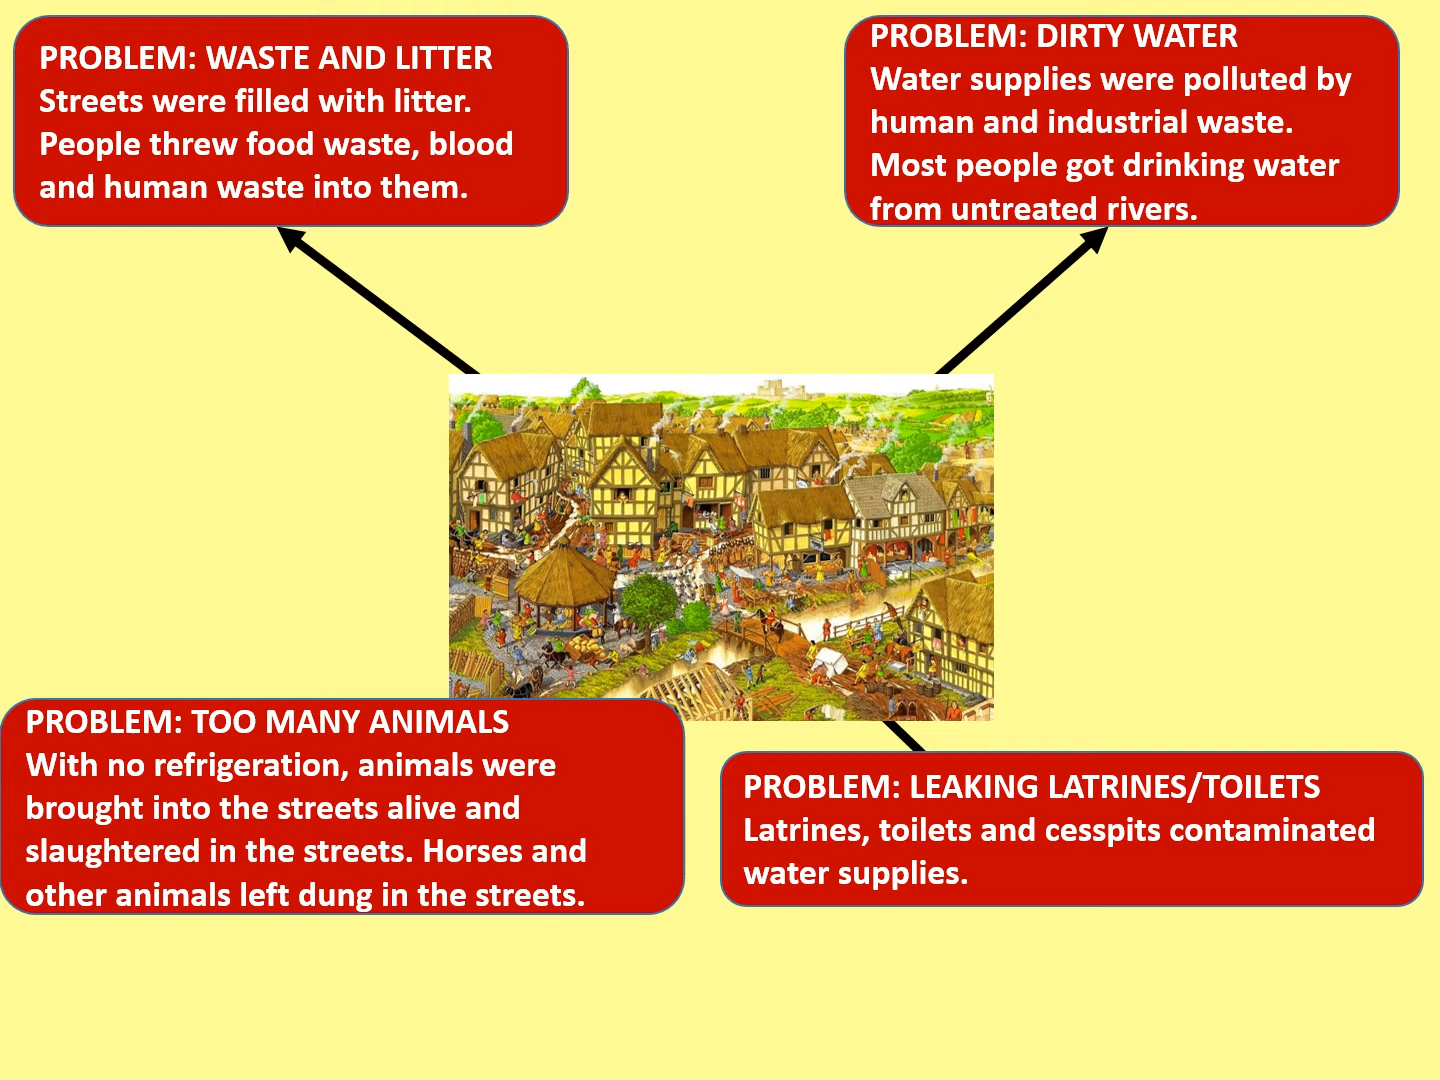 PROBLEM: WASTE AND LITTER
Streets were filled with litter.
People threw food waste, blood
and human waste into them.
PROBLEM: DIRTY WATER
Water supplies were polluted by
human and industrial waste.
Most people got drinking water
from untreated rivers.
PROBLEM: TOO MANY ANIMALS
With no refrigeration, animals were
brought into the streets alive and
slaughtered in the streets. Horses and
other animals left dung in the streets.
PROBLEM: LEAKING LATRINES/TOILETS
Latrines, toilets and cesspits contaminated
water supplies.